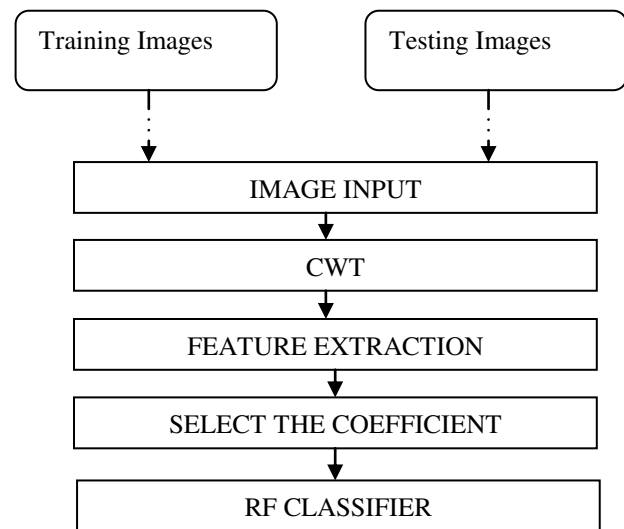 Training Images
Testing Images
IMAGE INPUT
CWT
FEATURE EXTRACTION
SELECT THE COEFFICIENT
RF CLASSIFIER